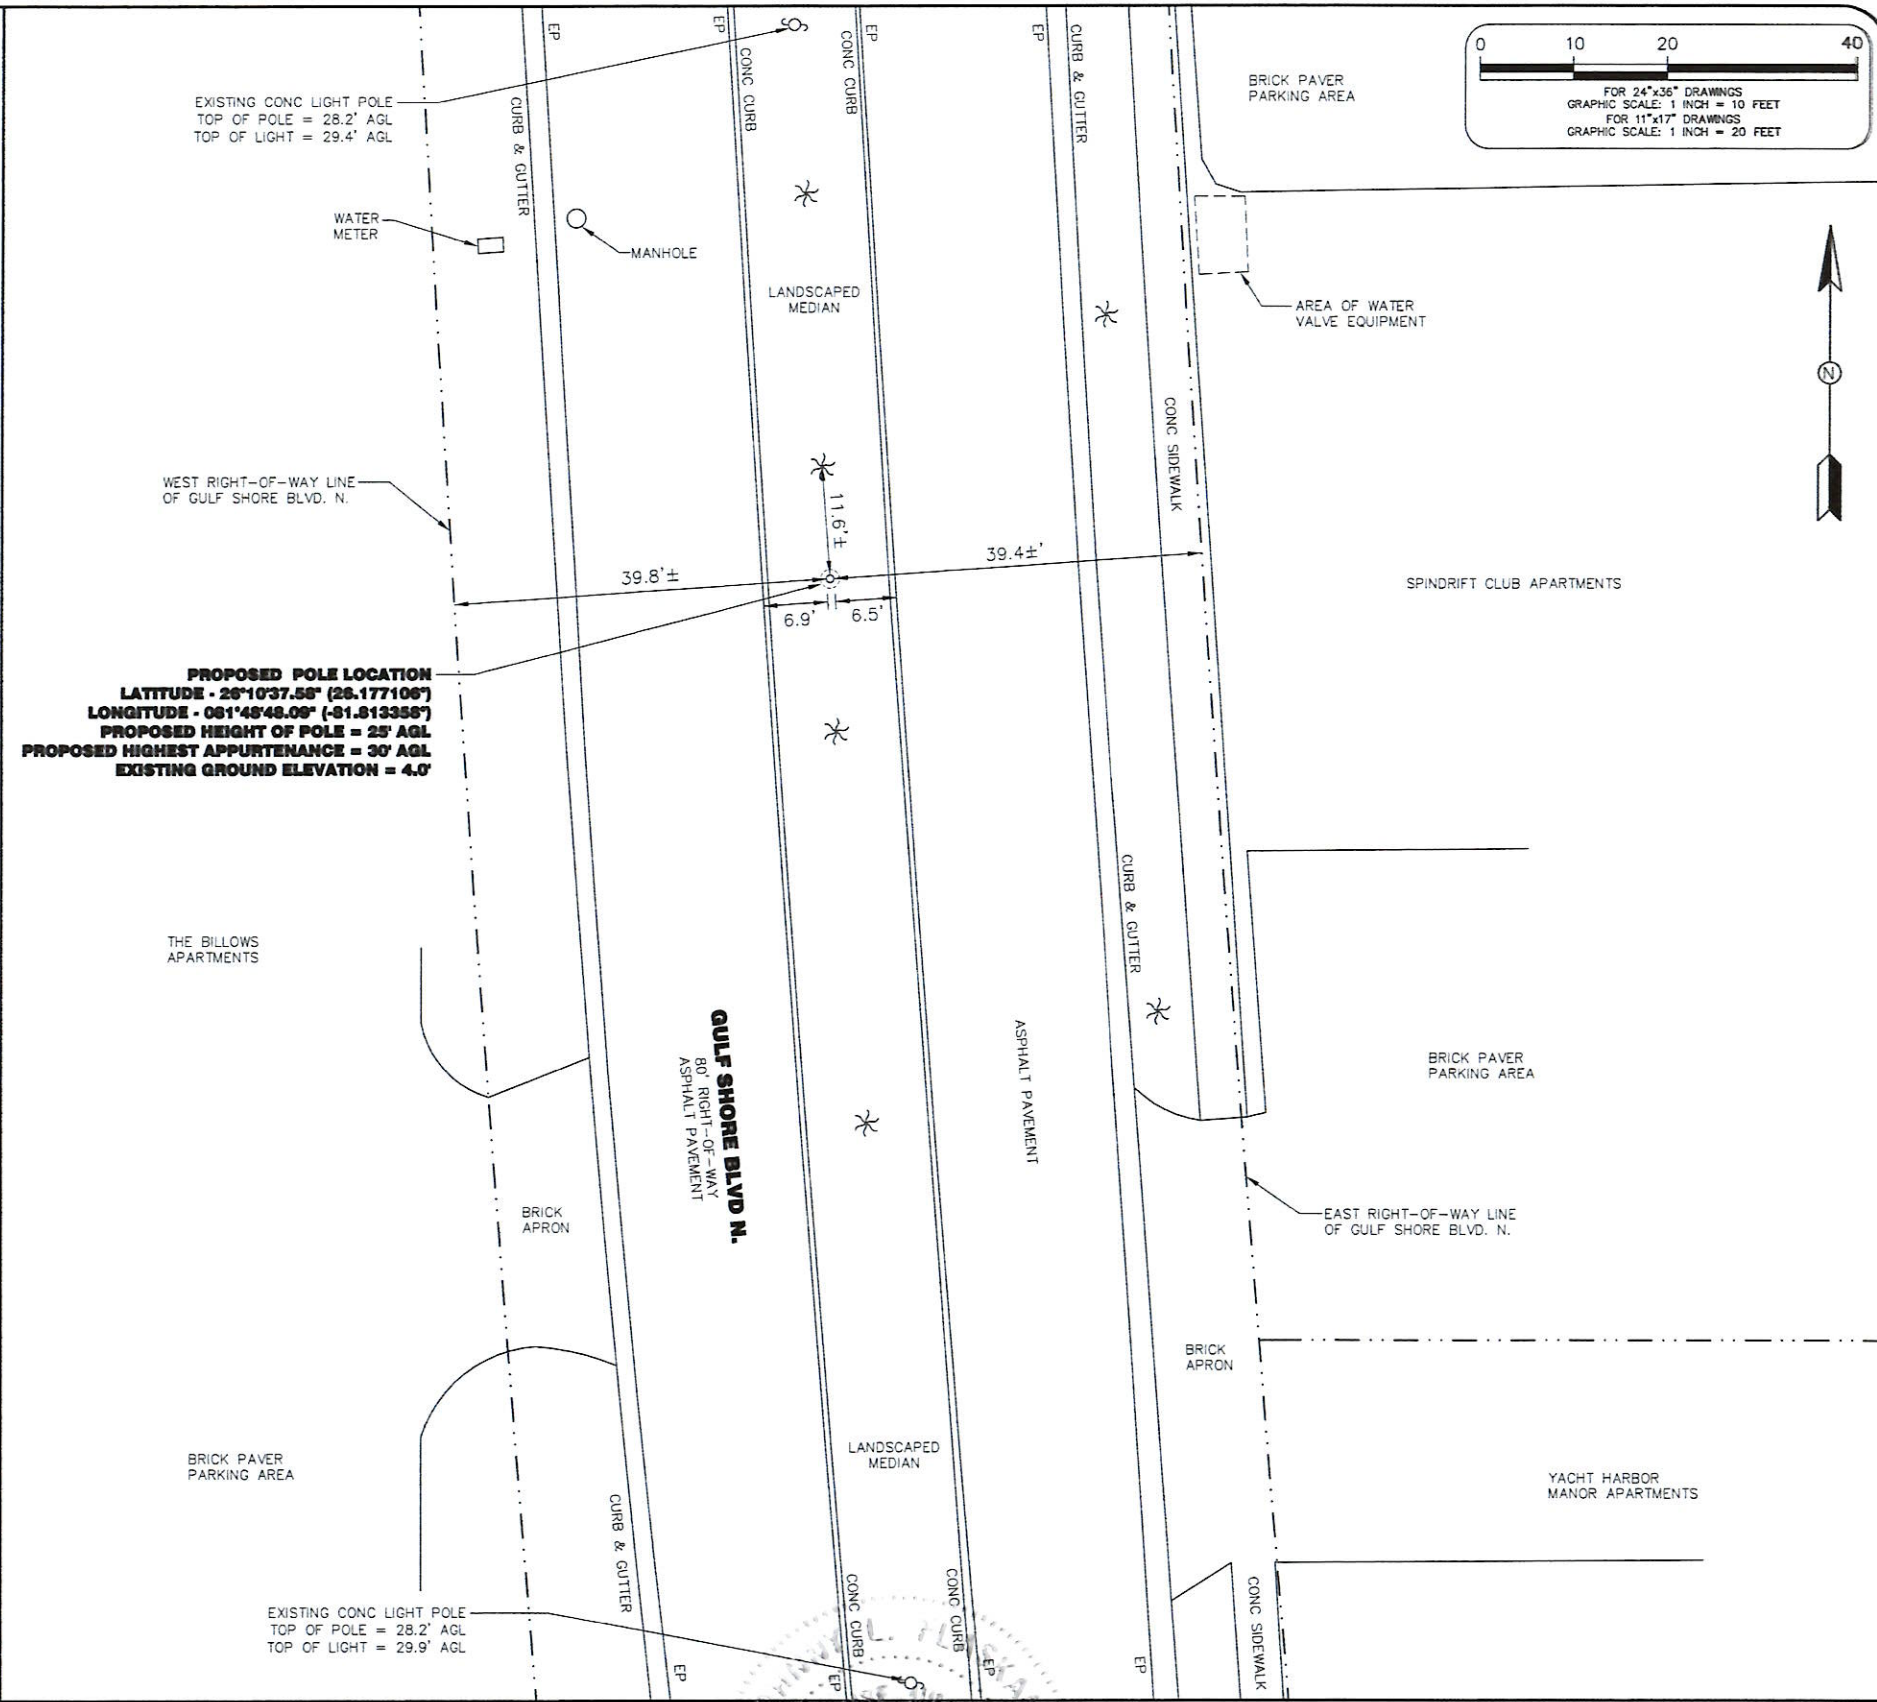 EP
EP
EP
EP
0 10 20 40
FOR 24"x36" DRAWINGS
GRAPHIC SCALE: 1 INCH = 10 FEET
FOR 11"x17" DRAWINGS
GRAPHIC SCALE: 1 INCH = 20 FEET
EXISTING CONC LIGHT POLE
TOP OF POLE = 28.2' AGL
TOP OF LIGHT = 29.4' AGL
CURB & GUTTER
CONC CURB
CONC CURB
CURB & GUTTER
BRICK PAVER
PARKING AREA
WATER
METER
MANHOLE
LANDSCAPED
MEDIAN
AREA OF WATER
VALVE EQUIPMENT
N
CONC SIDEWALK
WEST RIGHT-OF-WAY LINE
OF GULF SHORE BLVD. N.
11.6'±
39.8'±
39.4±'
6.9'
6.5'
SPINDRIFT CLUB APARTMENTS
PROPOSED POLE LOCATION
LATITUDE - 26°10'37.58" (26.177106°)
LONGITUDE - 081°48'48.09" (-81.813358°)
PROPOSED HEIGHT OF POLE = 25' AGL
PROPOSED HIGHEST APPURTENANCE = 30' AGL
EXISTING GROUND ELEVATION = 4.0'
CURB & GUTTER
THE BILLOWS
APARTMENTS
GULF SHORE BLVD N.
80' RIGHT-OF-WAY
ASPHALT PAVEMENT
ASPHALT PAVEMENT
BRICK PAVER
PARKING AREA
BRICK
APRON
EAST RIGHT-OF-WAY LINE
OF GULF SHORE BLVD. N.
BRICK
APRON
BRICK PAVER
PARKING AREA
LANDSCAPED
MEDIAN
YACHT HARBOR
MANOR APARTMENTS
CURB & GUTTER
CONC CURB
CONC CURB
CONC SIDEWALK
EXISTING CONC LIGHT POLE
TOP OF POLE = 28.2' AGL
TOP OF LIGHT = 29.9' AGL
EP
EP
EP
EP
L.